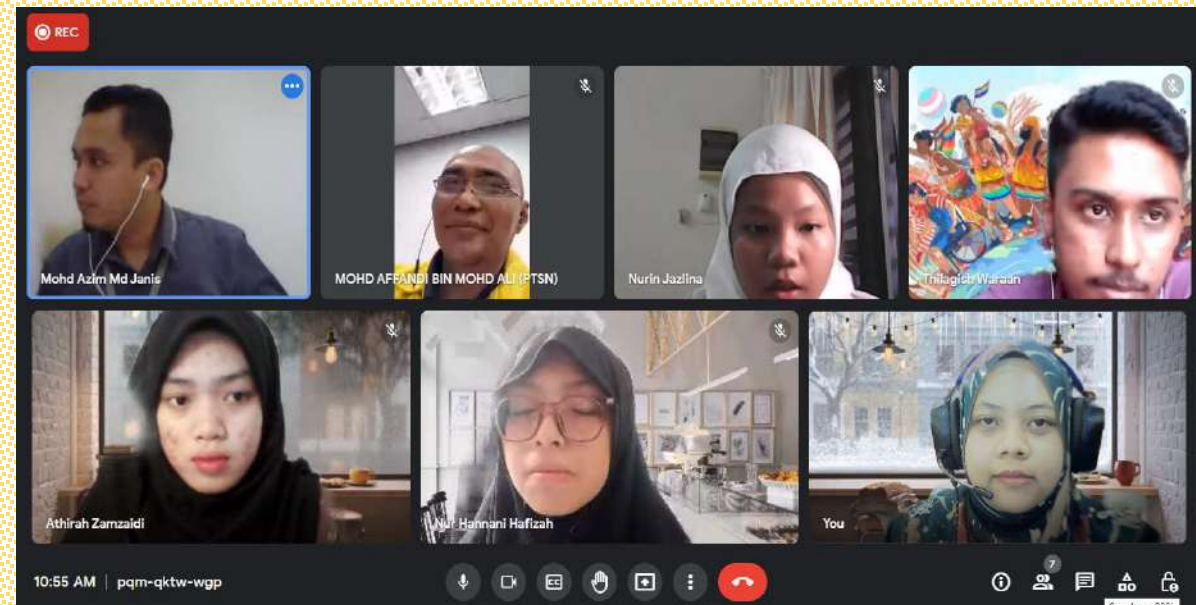 REC
Mohd Azim Md Janis
MOHD AFFANDI BIN MOHD ALI (PTSN)
Nurin Jazlina
Thilagish Waraan
Athirah Zamzaidi
Nur Hannani Hafizah
You
10:55 AM | pqm-qktw-wgp
CC
7